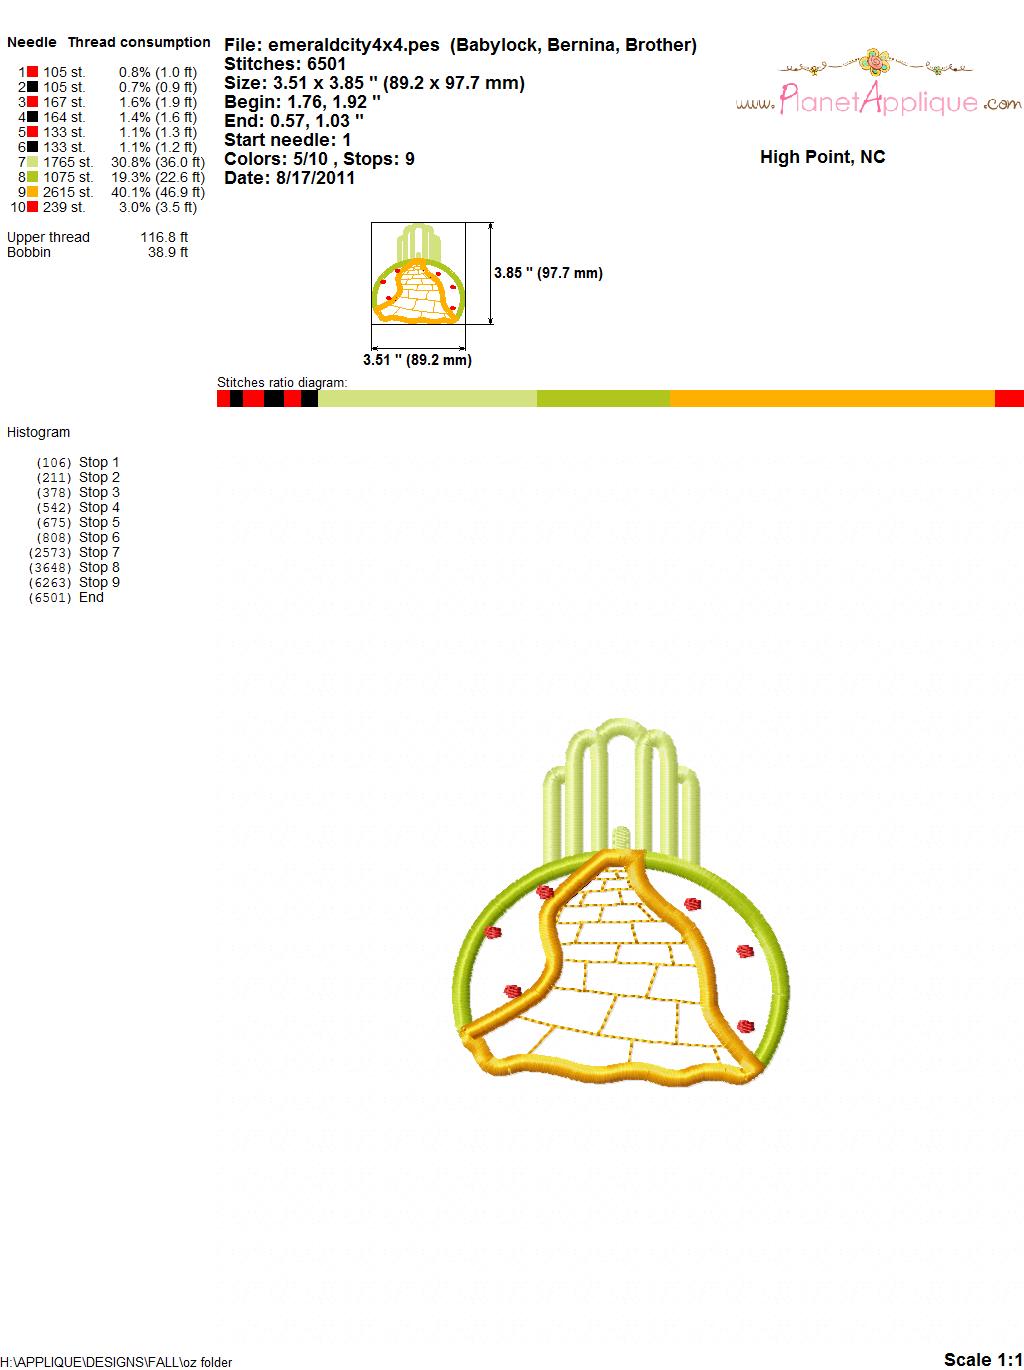 Needle Thread consumption
1 105 st. 0.8% (1.0 ft)
2 105 st. 0.7% (0.9 ft)
3 167 st. 1.6% (1.9 ft)
4 164 st. 1.4% (1.6 ft)
5 133 st. 1.1% (1.3 ft)
6 133 st. 1.1% (1.2 ft)
7 1765 st. 30.8% (36.0 ft)
8 1075 st. 19.3% (22.6 ft)
9 2615 st. 40.1% (46.9 ft)
10 239 st. 3.0% (3.5 ft)
Upper thread 116.8 ft
Bobbin 38.9 ft
File: emeraldcity4x4.pes (Babylock, Bernina, Brother)
Stitches: 6501
Size: 3.51 x 3.85 " (89.2 x 97.7 mm)
Begin: 1.76, 1.92 "
End: 0.57, 1.03 "
Start needle: 1
Colors: 5/10 , Stops: 9
Date: 8/17/2011
www.PlanetApplique.com
High Point, NC
3.85 " (97.7 mm)
3.51 " (89.2 mm)
Stitches ratio diagram:
Histogram
(106) Stop 1
(211) Stop 2
(378) Stop 3
(542) Stop 4
(675) Stop 5
(808) Stop 6
(2573) Stop 7
(3648) Stop 8
(6263) Stop 9
(6501) End
H:\APPLIQUE\DESIGNS\FALL\oz folder
Scale 1:1